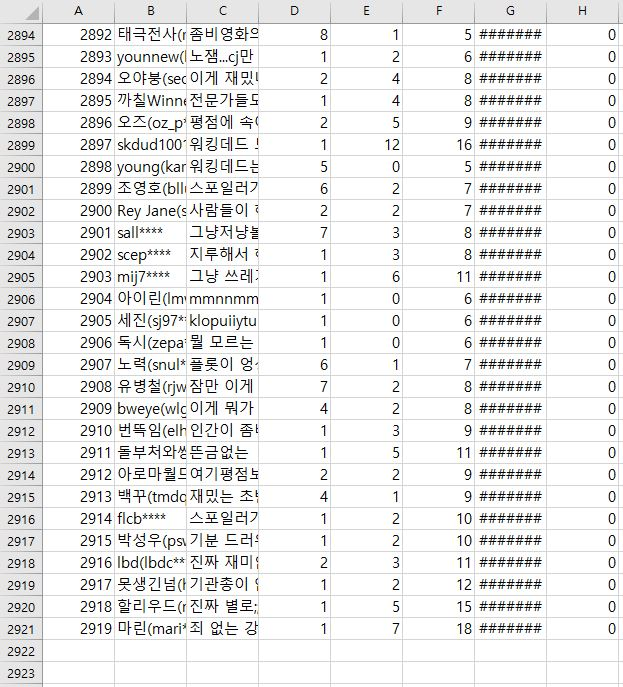 A B C D E F G H
2894 2892 태극전사(r 좀비영화으 8 1 5 ####### 0
2895 2893 younnew( 노잼...cj만 1 2 6 ####### 0
2896 2894 오야붕(sec 이게 재밌! 2 4 8 ####### 0
2897 2895 까칠Winne 전문가들도 1 4 8 ####### 0
2898 2896 오즈(oz_p* 평점에 속이 2 5 9 ####### 0
2899 2897 skdud1001 워킹데드 1 12 16 ####### 0
2900 2898 young(kar 워킹데드는 5 0 5 ####### 0
2901 2899 조영호(bll 스포일러가 6 2 7 ####### 0
2902 2900 Rey Jane(s 사람들이 2 2 7 ####### 0
2903 2901 sall**** 그냥저냥볼 7 3 8 ####### 0
2904 2902 scep**** 지루해서 1 3 8 ####### 0
2905 2903 mij7**** 그냥 쓰레기 1 6 11 ####### 0
2906 2904 아이린(lm mmnnmm 1 0 6 ####### 0
2907 2905 세진(sj97** klopuiiytu 1 0 6 ####### 0
2908 2906 독시(zepa* 뭘 모르는 1 0 6 ####### 0
2909 2907 노력(snul* 플롯이 엉성 6 1 7 ####### 0
2910 2908 유병철(rjw 잠만 이게 7 2 8 ####### 0
2911 2909 bweye(wlg 이게 뭐가 4 2 8 ####### 0
2912 2910 번뜩임(elh 인간이 좀비 1 3 9 ####### 0
2913 2911 돌부처와쌍 뜬금없는 1 5 11 ####### 0
2914 2912 아로마월드 여기평점보 2 2 9 ####### 0
2915 2913 백꾸(tmdq 재밌는 초반 4 1 9 ####### 0
2916 2914 flcb**** 스포일러가 1 2 10 ####### 0
2917 2915 박성우(psv 기분 드러워 1 2 10 ####### 0
2918 2916 lbd(lbdc** 진짜 재미없 2 3 11 ####### 0
2919 2917 못생긴넘(h 기관총이 1 2 12 ####### 0
2920 2918 할리우드(r 진짜 별로;; 1 5 15 ####### 0
2921 2919 마린(mari* 죄 없는 강 1 7 18 ####### 0
2922
2923